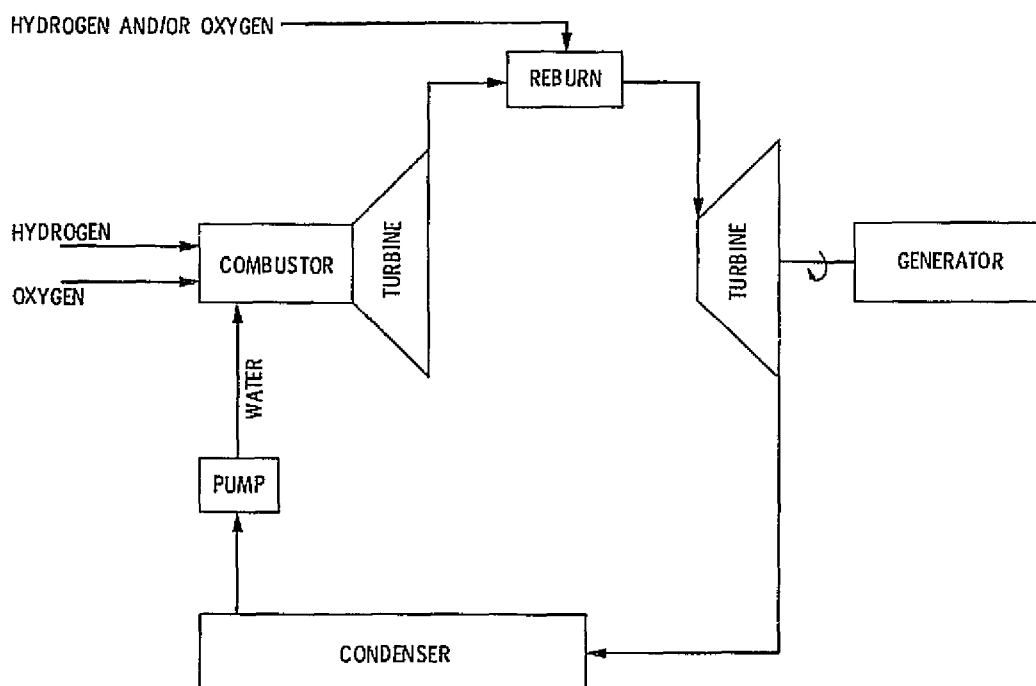 HYDROGEN AND/OR OXYGEN
REBURN
HYDROGEN
OXYGEN
COMBUSTOR
TURBINE
TURBINE
GENERATOR
WATER
PUMP
CONDENSER